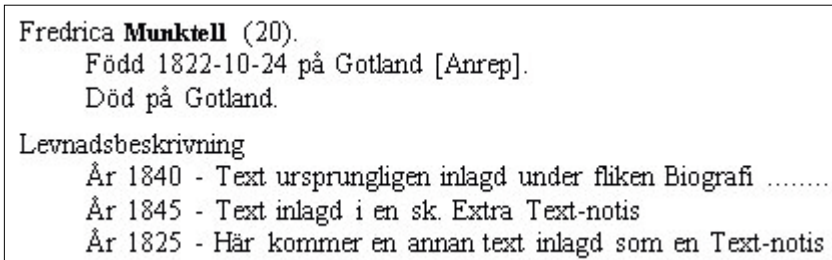 Fredrica Munktell (20).
Född 1822-10-24 på Gotland [Anrep].
Död på Gotland.
Levnadsbeskrivning
År 1840 - Text ursprungligen inlagd under fliken Biografi ........
År 1845 - Text inlagd i en sk. Extra Text-notis
År 1825 - Här kommer en annan text inlagd som en Text-notis